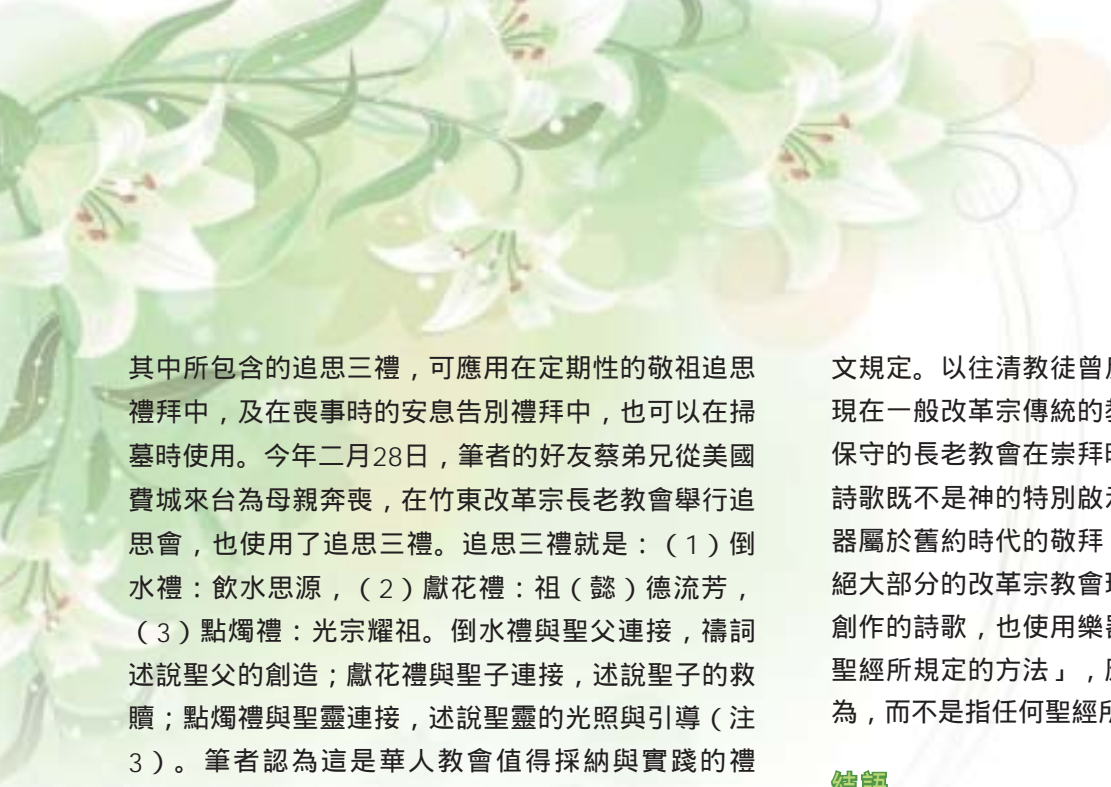 其中所包含的追思三禮，可應用在定期性的敬祖追思
禮拜中，及在喪事時的安息告別禮拜中，也可以在掃
墓時使用。今年二月28日，筆者的好友蔡弟兄從美國
費城來台為母親奔喪，在竹東改革宗長老教會舉行追
思會，也使用了追思三禮。追思三禮就是：（1）倒
水禮：飲水思源，（2）獻花禮：祖（懿）德流芳，
（3）點燭禮：光宗耀祖。倒水禮與聖父連接，禱詞
述說聖父的創造；獻花禮與聖子連接，述說聖子的救
贖；點燭禮與聖靈連接，述說聖靈的光照與引導（注
3）。筆者認為這是華人教會值得採納與實踐的禮
文規定。以往清教徒曾
現在一般改革宗傳統的
保守的長老教會在崇拜
詩歌既不是神的特別啟
器屬於舊約時代的敬拜
絕大部分的改革宗教會
創作的詩歌，也使用樂
聖經所規定的方法」，
為，而不是指任何聖經
結語